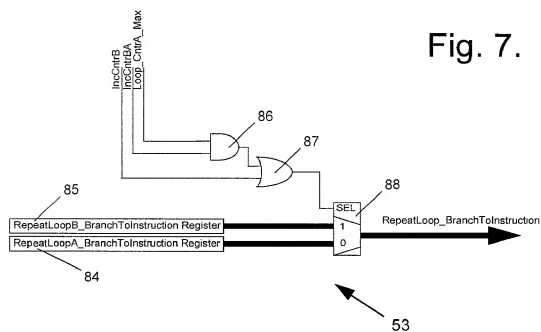 Fig. 7.
IncCntrB
IncCntrBA
Loop_CntrA_Max
86
87
88
SEL
85
RepeatLoopB_BranchToInstruction Register
1
RepeatLoop_BranchToInstruction
RepeatLoopA_BranchToInstruction Register
0
84
53